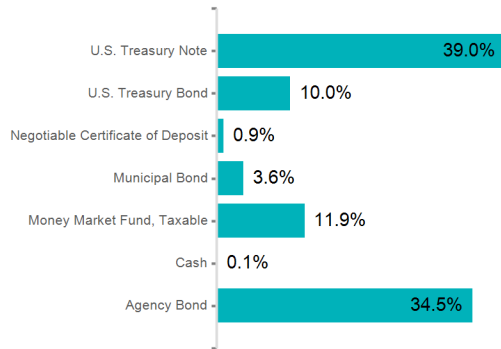 U.S. Treasury Note 39.0%
U.S. Treasury Bond 10.0%
Negotiable Certificate of Deposit 0.9%
Municipal Bond 3.6%
Money Market Fund, Taxable 11.9%
Cash 0.1%
Agency Bond 34.5%